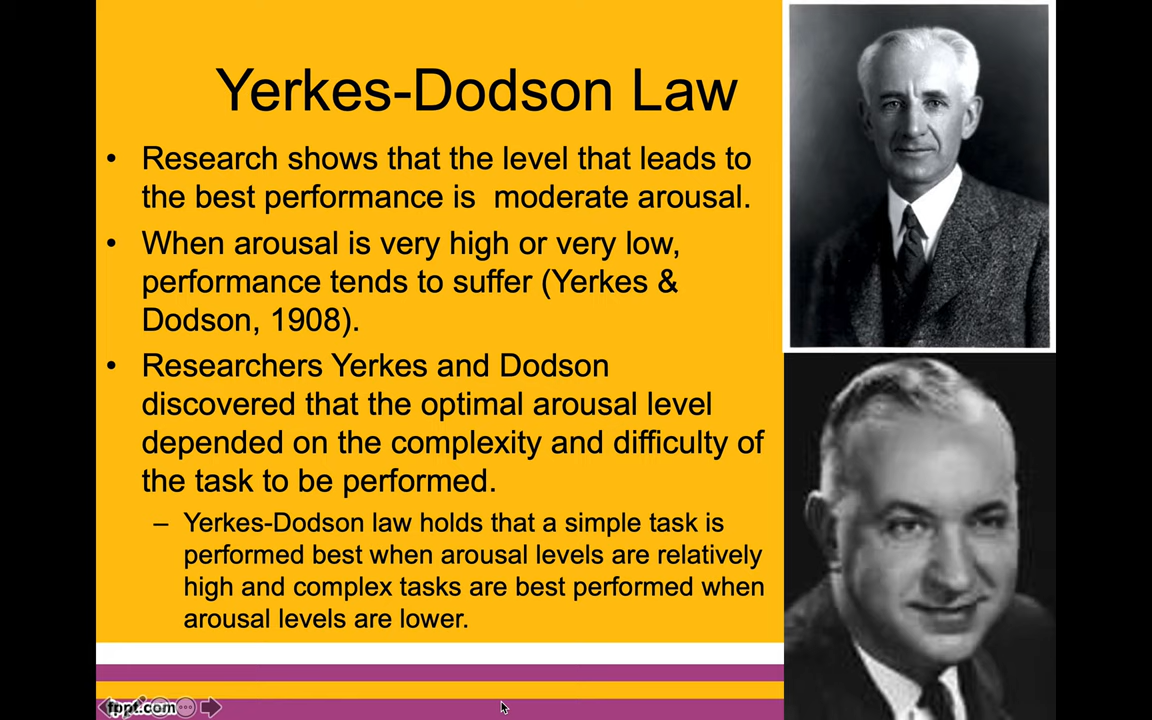 Yerkes-Dodson Law
• Research shows that the level that leads to
the best performance is  moderate arousal.
• When arousal is very high or very low,
performance tends to suffer (Yerkes &
Dodson, 1908).
• Researchers Yerkes and Dodson
discovered that the optimal arousal level
depended on the complexity and difficulty of
the task to be performed.
– Yerkes-Dodson law holds that a simple task is
performed best when arousal levels are relatively
high and complex tasks are best performed when
arousal levels are lower.
fppt.com